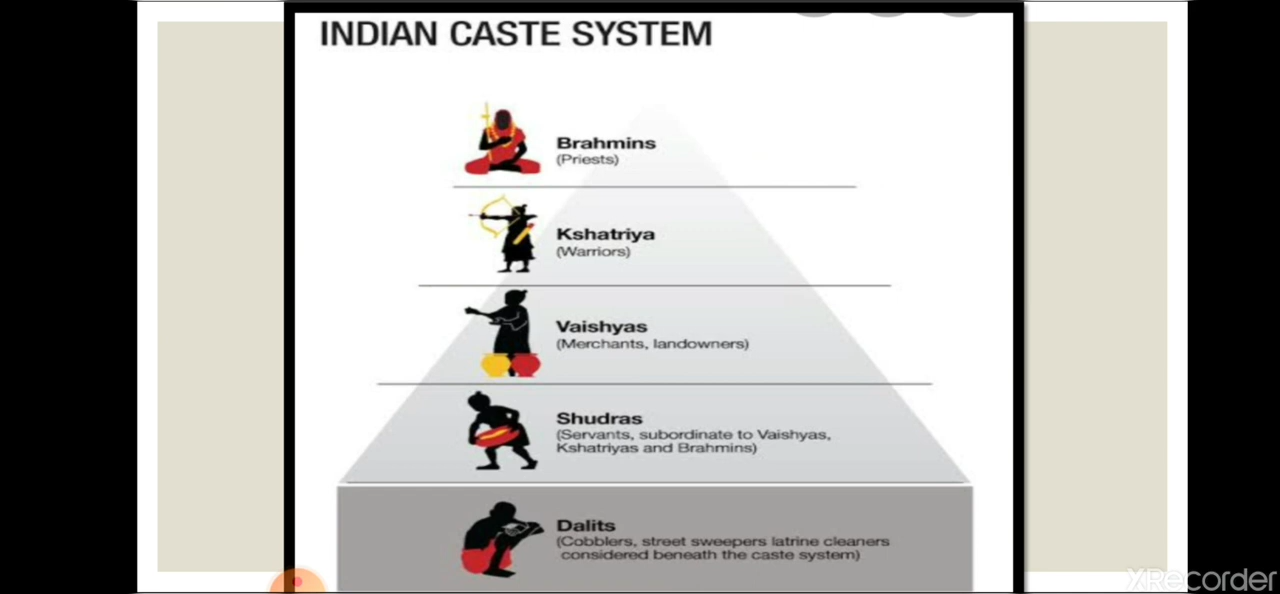 INDIAN CASTE SYSTEM
Brahmins
(Priests)
Kshatriya
(Warriors)
Vaishyas
(Merchants, landowners)
Shudras
(Servants, subordinate to Vaishyas,
Kshatriyas and Brahmins)
Dalits
(Cobblers, street sweepers latrine cleaners
considered beneath the caste system)
XRecorder